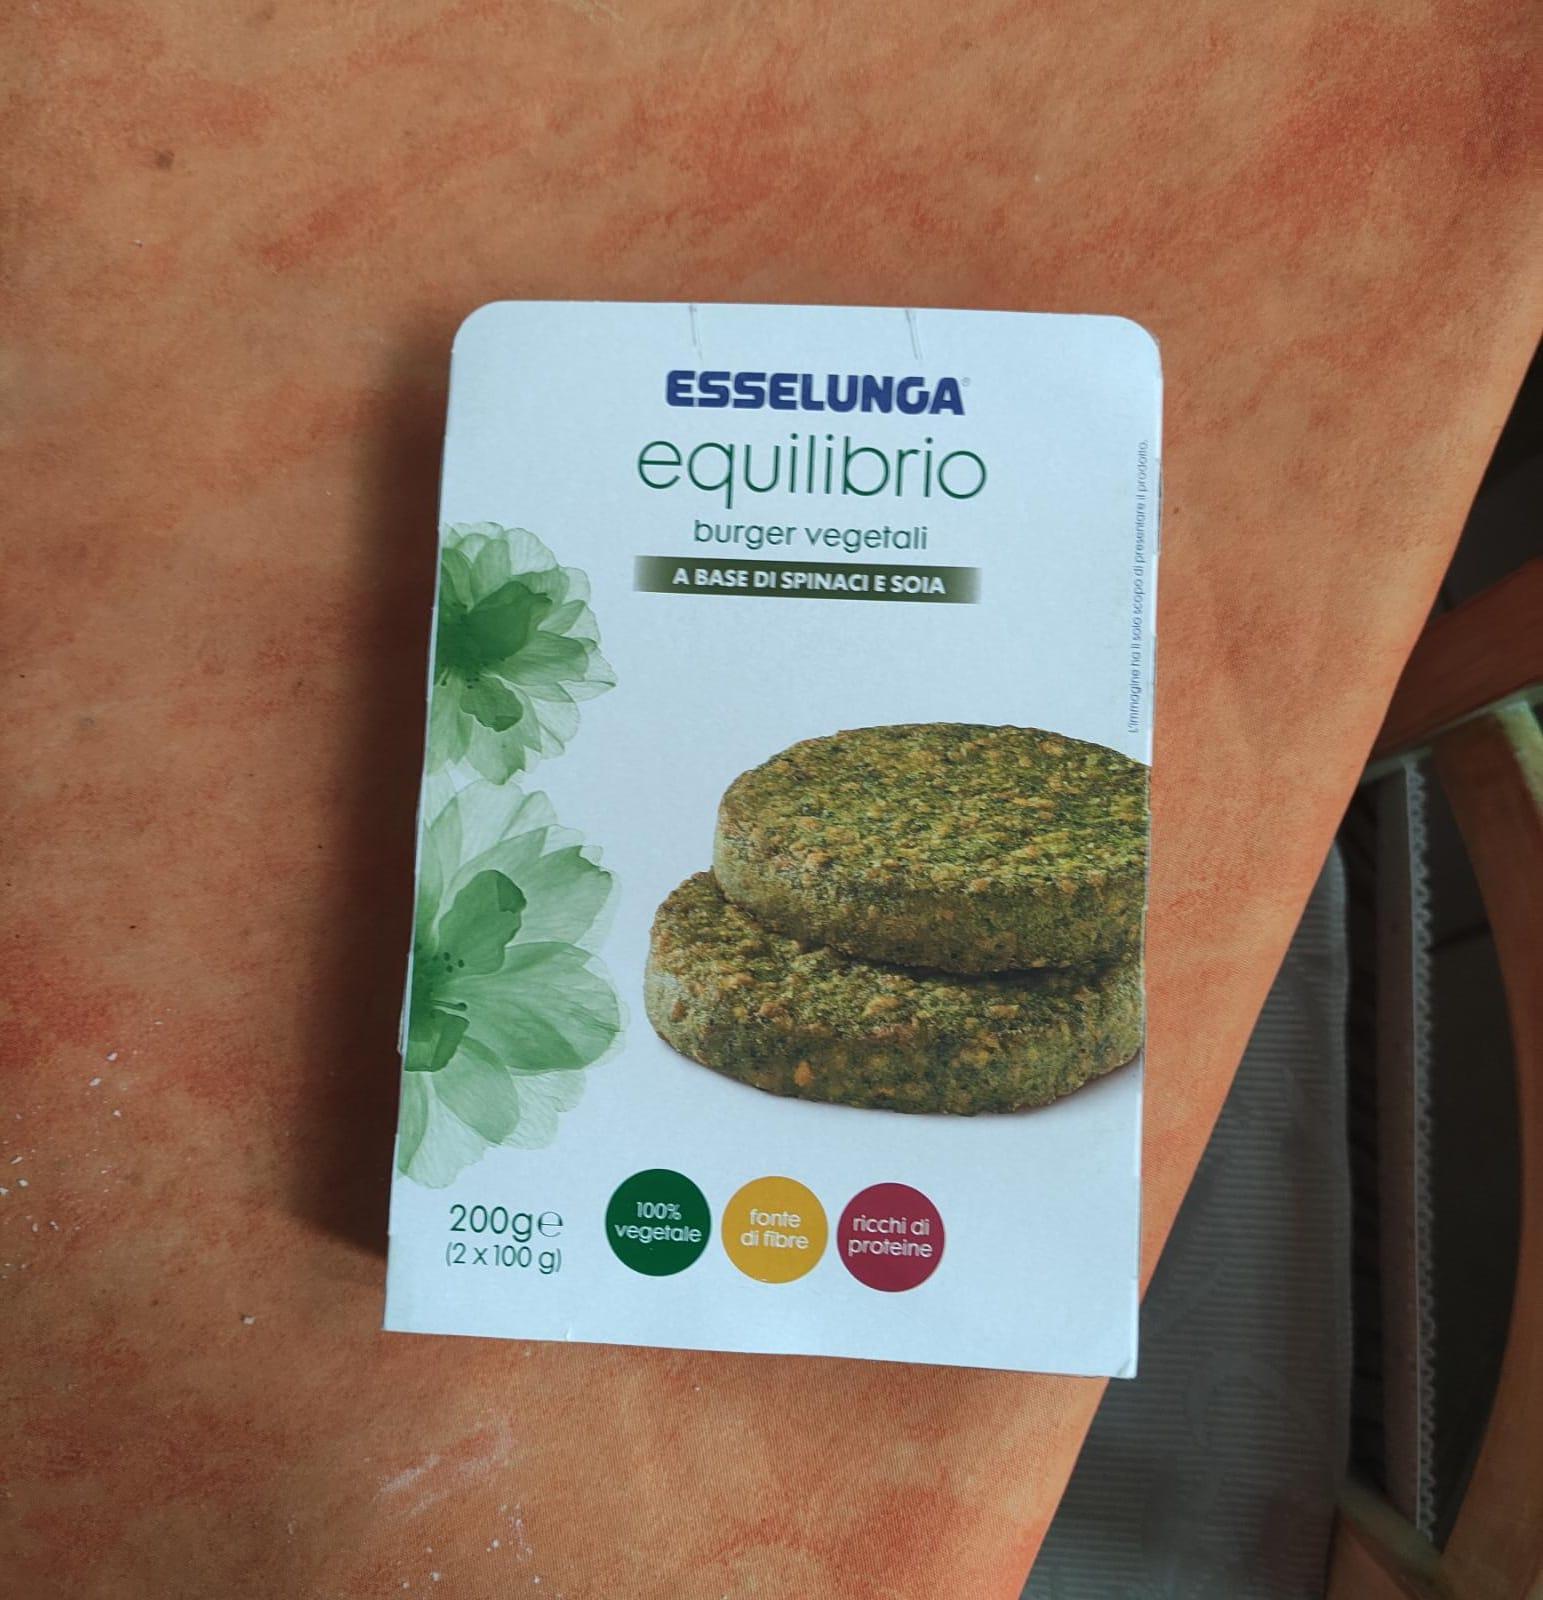 ESSELUNGA®
equilibrio
burger vegetali
A BASE DI SPINACI E SOIA
L'immagine ha il solo scopo di presentare il prodotto.
200g℮
(2 x 100 g)
100%
vegetale
fonte
di fibre
ricchi di
proteine